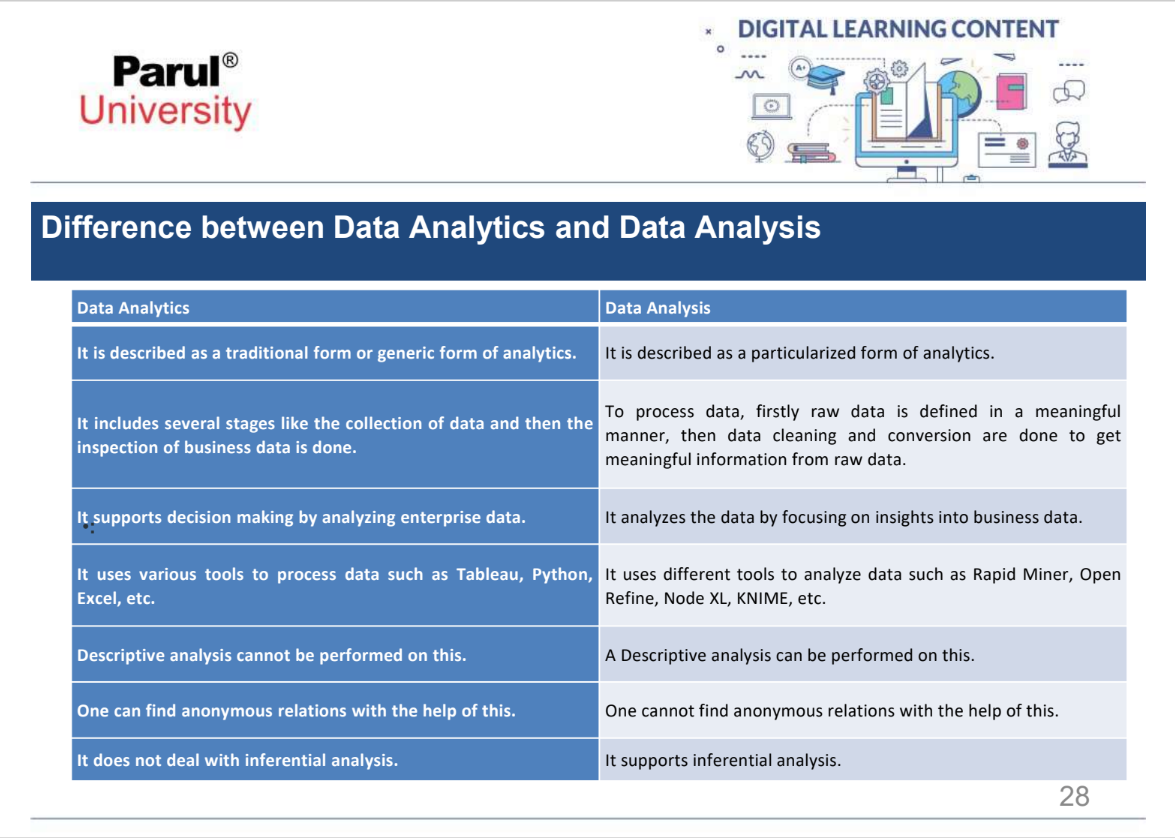 Parul®
University
DIGITAL LEARNING CONTENT
A+
Difference between Data Analytics and Data Analysis
Data Analytics
Data Analysis
It is described as a traditional form or generic form of analytics.
It is described as a particularized form of analytics.
It includes several stages like the collection of data and then the
inspection of business data is done.
To process data, firstly raw data is defined in a meaningful
manner, then data cleaning and conversion are done to get
meaningful information from raw data.
It supports decision making by analyzing enterprise data.
It analyzes the data by focusing on insights into business data.
It uses various tools to process data such as Tableau, Python,
Excel, etc.
It uses different tools to analyze data such as Rapid Miner, Open
Refine, Node XL, KNIME, etc.
Descriptive analysis cannot be performed on this.
A Descriptive analysis can be performed on this.
One can find anonymous relations with the help of this.
One cannot find anonymous relations with the help of this.
It does not deal with inferential analysis.
It supports inferential analysis.
28